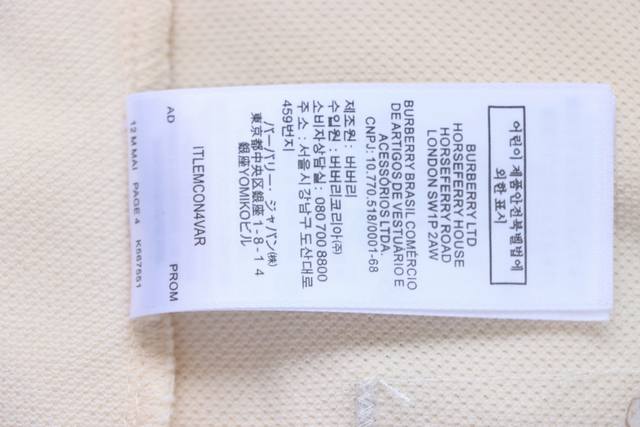 어린이 제품안전특별법에
의한 표시
BURBERRY LTD
HORSEFERRY HOUSE
HORSEFERRY ROAD
LONDON SW1P 2AW
BURBERRY BRASIL COMÉRCIO
DE ARTIGOS DE VESTUÁRIO E
ACESSÓRIOS LTDA.
CNPJ: 10.770.518/0001-68
제조원 : 버버리
수입원 : 버버리코리아㈜
소비자상담실: 080 700 8800
주 소 : 서울시 강남구 도산대로
459번지
バーバリー・ジャパン㈱
東京都中央区銀座 1-8-1 4
銀座YOMIKOビル
ITLEMCON4VAR
AD PROM
12 M MAI PAGE 4 K667551